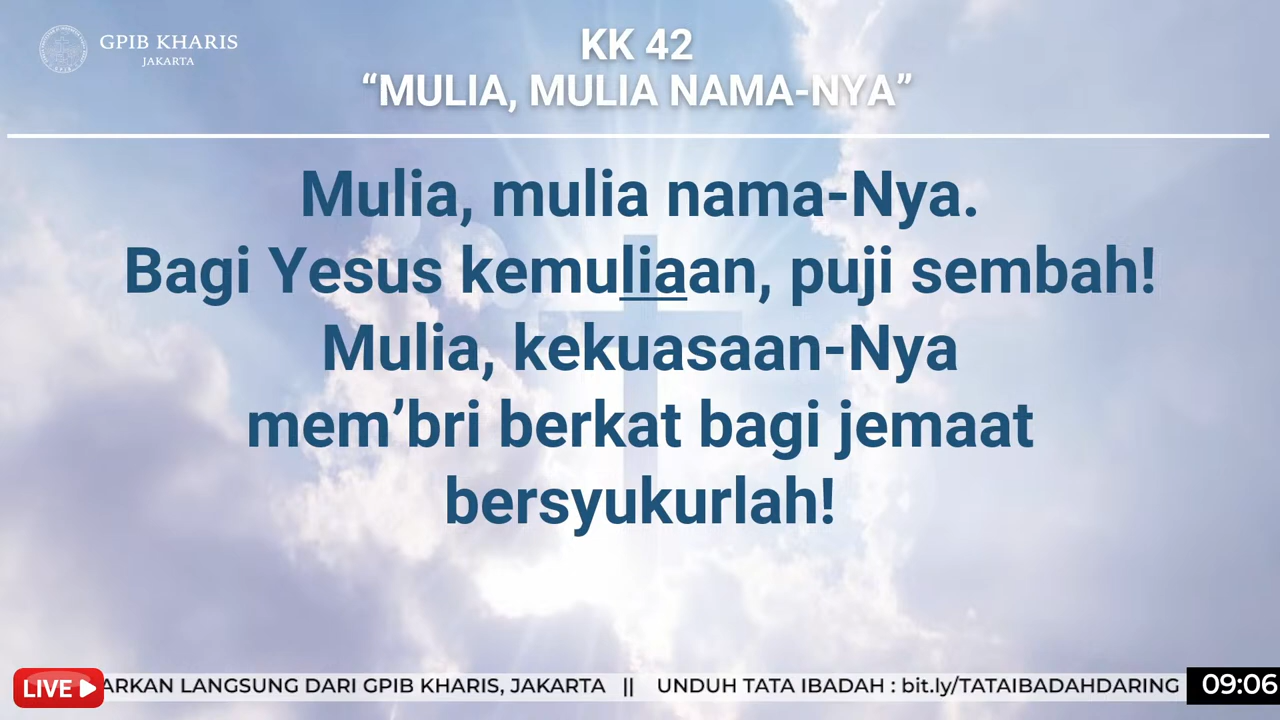 GPIB KHARIS
JAKARTA
KK 42
“MULIA, MULIA NAMA-NYA”
Mulia, mulia nama-Nya.
Bagi Yesus kemuliaan, puji sembah!
Mulia, kekuasaan-Nya
mem’bri berkat bagi jemaat
bersyukurlah!
LIVE ARKAN LANGSUNG DARI GPIB KHARIS, JAKARTA || UNDUH TATA IBADAH : bit.ly/TATAIBADAHDARING 09:06